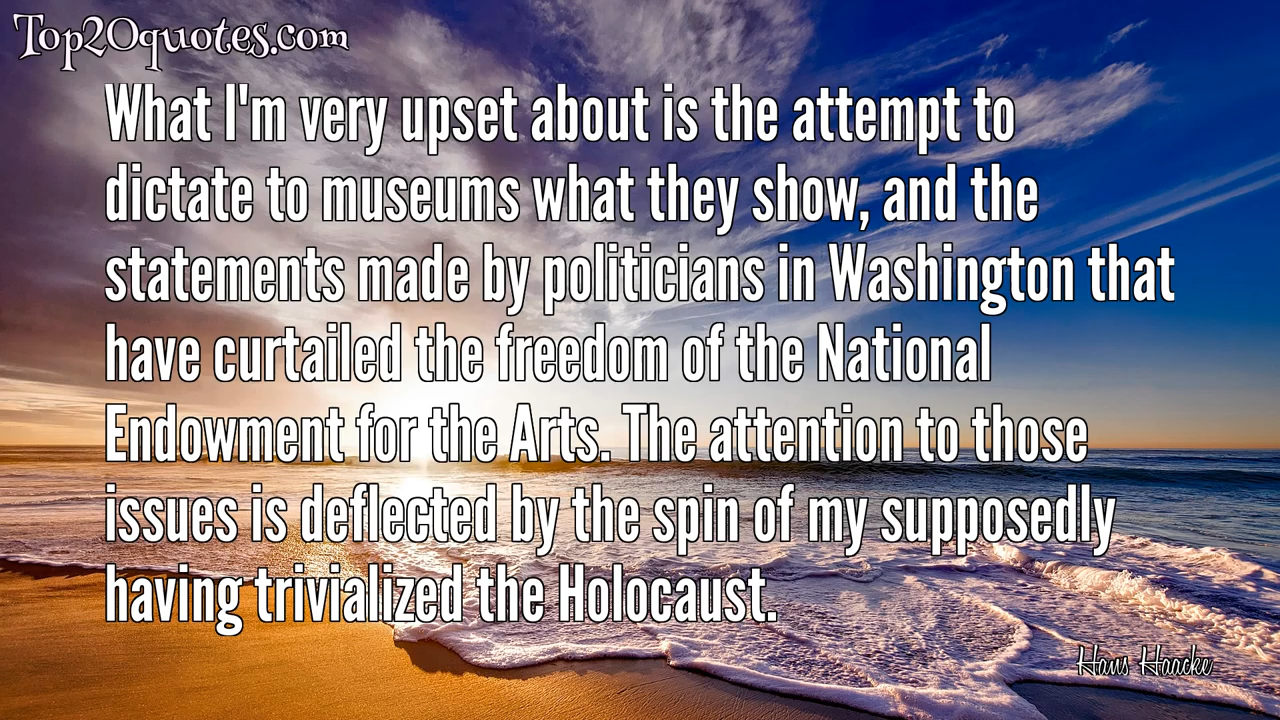 Top20quotes.com
What I'm very upset about is the attempt to
dictate to museums what they show, and the
statements made by politicians in Washington that
have curtailed the freedom of the National
Endowment for the Arts. The attention to those
issues is deflected by the spin of my supposedly
having trivialized the Holocaust.
Hans Haacke